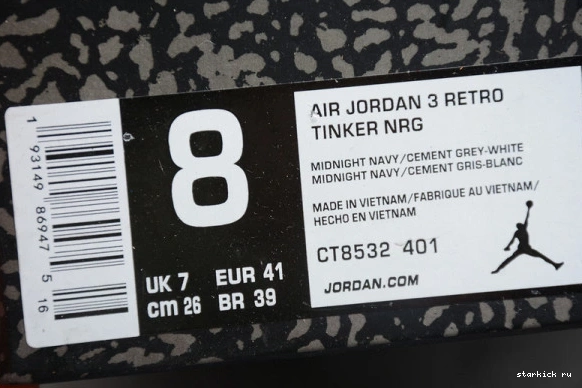 1 93149 86947 5 16
8
UK 7 EUR 41
cm 26 BR 39
AIR JORDAN 3 RETRO
TINKER NRG
MIDNIGHT NAVY/CEMENT GREY-WHITE
MIDNIGHT NAVY/CEMENT GRIS-BLANC
MADE IN VIETNAM/FABRIQUE AU VIETNAM/
HECHO EN VIETNAM
CT8532 401
JORDAN.COM
starkick ru